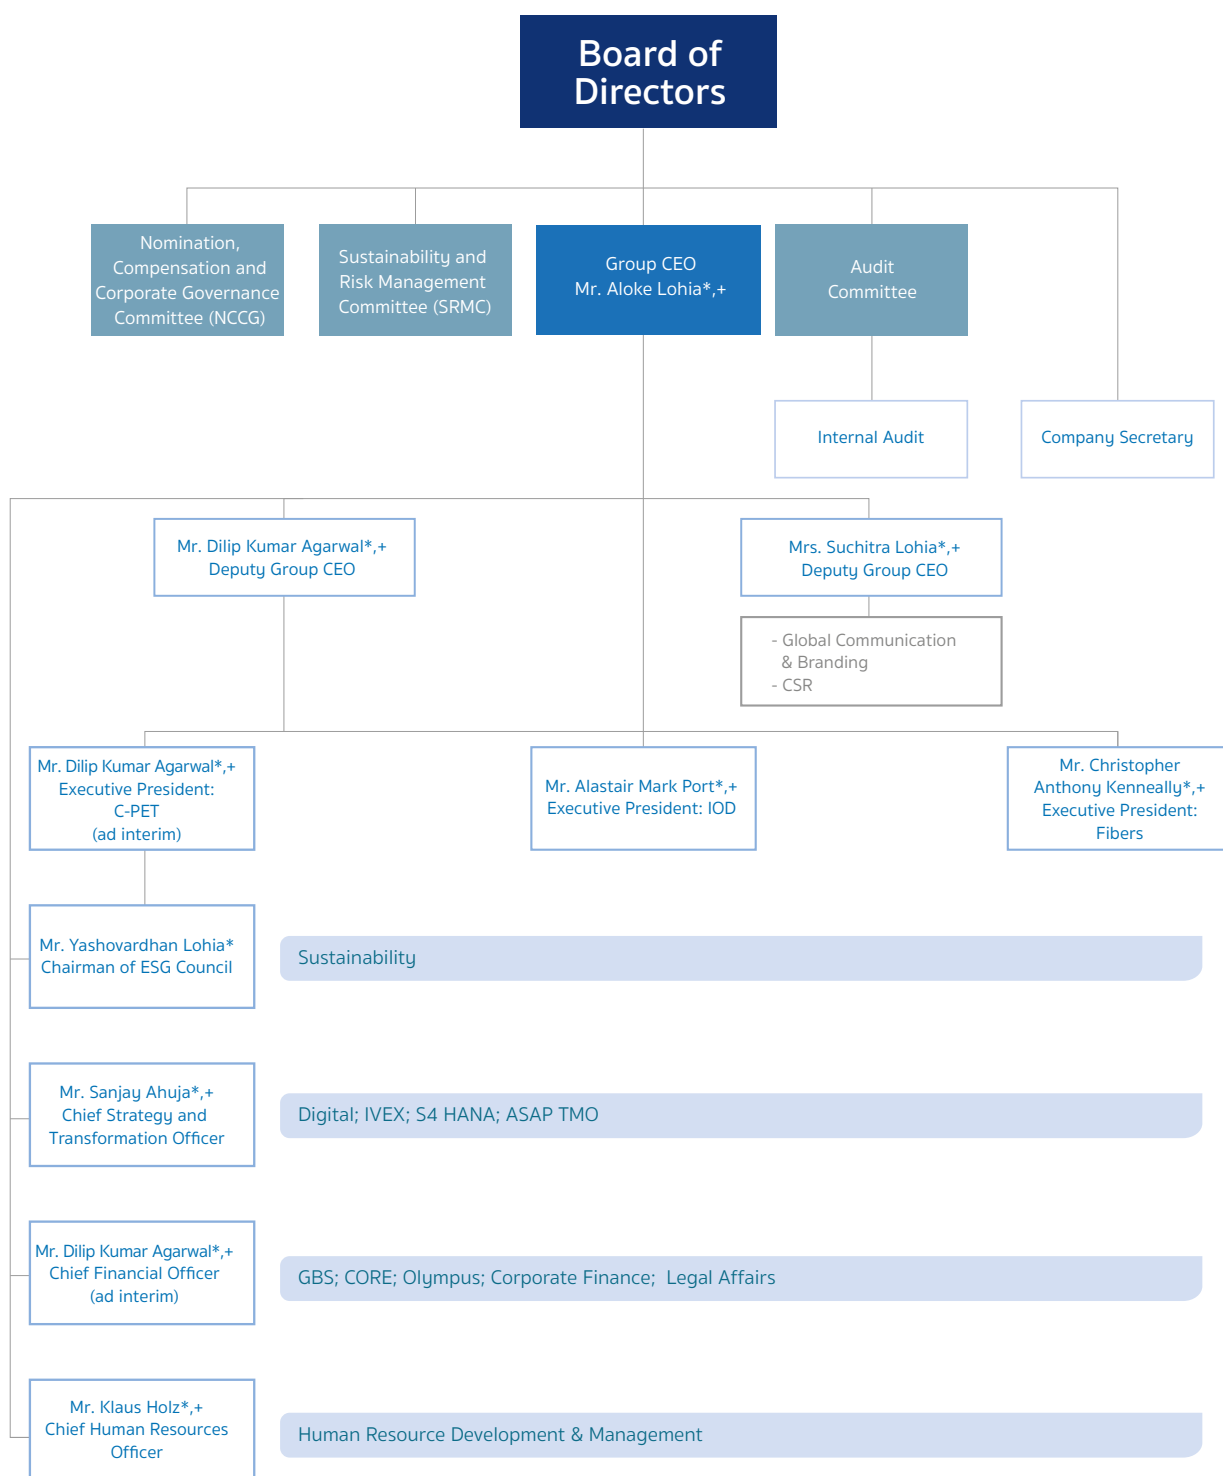 Board of
Directors
Nomination,
Compensation and
Corporate Governance
Committee (NCCG)
Sustainability and
Risk Management
Committee (SRMC)
Group CEO
Mr. Aloke Lohia*,+
Audit
Committee
Internal Audit
Company Secretary
Mr. Dilip Kumar Agarwal*,+
Deputy Group CEO
Mrs. Suchitra Lohia*,+
Deputy Group CEO
- Global Communication
& Branding
- CSR
Mr. Dilip Kumar Agarwal*,+
Executive President:
C-PET
(ad interim)
Mr. Alastair Mark Port*,+
Executive President: IOD
Mr. Christopher
Anthony Kenneally*,+
Executive President:
Fibers
Mr. Yashovardhan Lohia*
Chairman of ESG Council
Sustainability
Mr. Sanjay Ahuja*,+
Chief Strategy and
Transformation Officer
Digital; IVEX; S4 HANA; ASAP TMO
Mr. Dilip Kumar Agarwal*,+
Chief Financial Officer
(ad interim)
GBS; CORE; Olympus; Corporate Finance;  Legal Affairs
Mr. Klaus Holz*,+
Chief Human Resources
Officer
Human Resource Development & Management